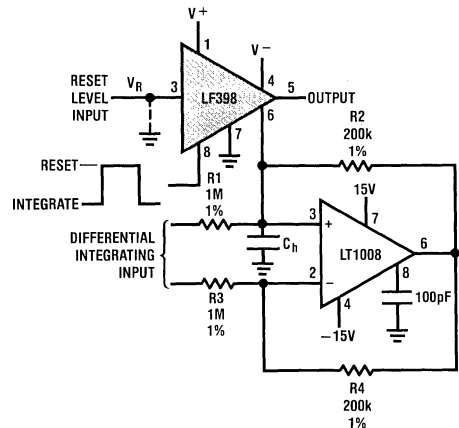 V+
1
V−
4
RESET
LEVEL
INPUT
VR
3
LF398
5
OUTPUT
6
7
8
R2
200k
1%
RESET
INTEGRATE
R1
1M
1%
15V
7
3
+
Ch
DIFFERENTIAL
INTEGRATING
INPUT
LT1008
6
2
−
8
100pF
R3
1M
1%
4
−15V
R4
200k
1%